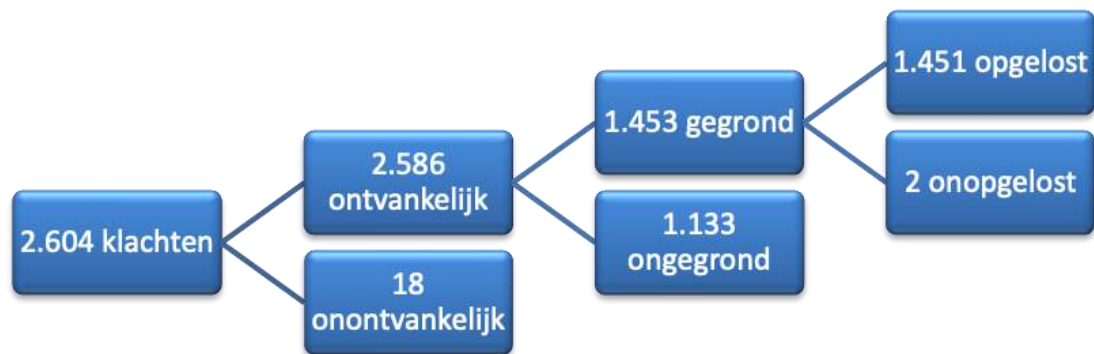 2.604 klachten
2.586
ontvankelijk
18
onontvankelijk
1.453 gegrond
1.133
ongegrond
1.451 opgelost
2 onopgelost